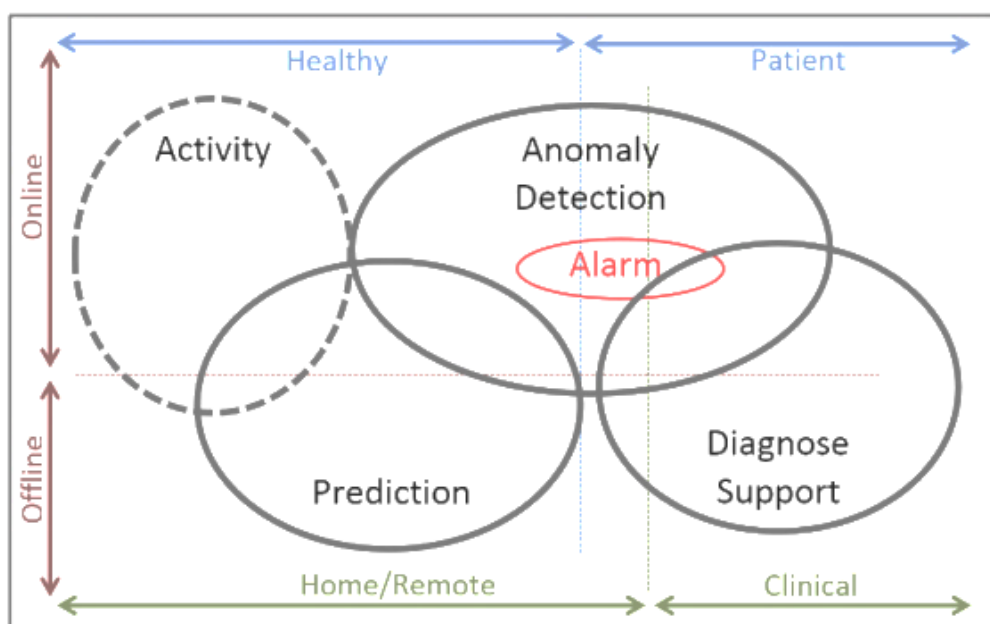 Healthy
Patient
Online
Activity
Anomaly
Detection
Alarm
Offline
Prediction
Diagnose
Support
Home/Remote
Clinical